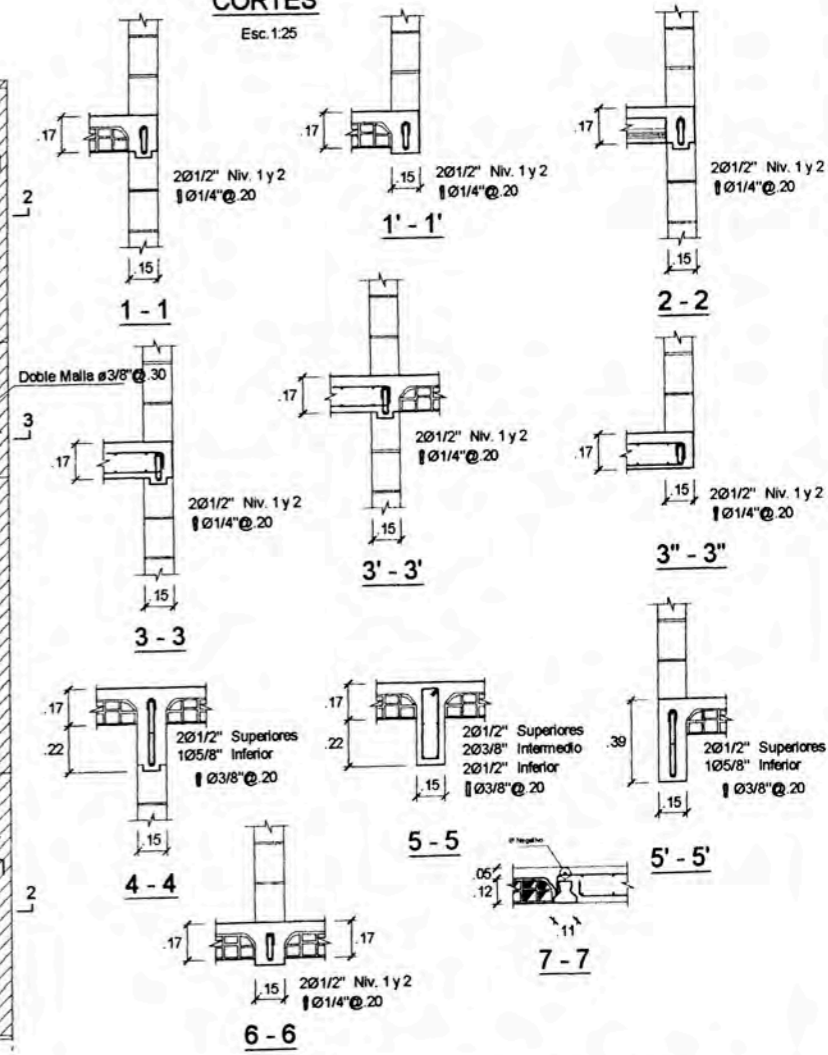 CORTES
Esc.1:25
.17
2Ø1/2" Niv. 1 y 2
Ø1/4"@.20
.15
1 - 1
.17
.15
2Ø1/2" Niv. 1 y 2
Ø1/4"@.20
1' - 1'
.17
2Ø1/2" Niv. 1 y 2
Ø1/4"@.20
.15
2 - 2
2
Doble Malla ø3/8"@.30
3
.17
2Ø1/2" Niv. 1 y 2
Ø1/4"@.20
.15
3 - 3
.17
2Ø1/2" Niv. 1 y 2
Ø1/4"@.20
.15
3' - 3'
.17
.15
2Ø1/2" Niv. 1 y 2
Ø1/4"@.20
3" - 3"
.17
.22
2Ø1/2" Superiores
1Ø5/8" Inferior
Ø3/8"@.20
.15
4 - 4
.17
.22
2Ø1/2" Superiores
2Ø3/8" Intermedio
2Ø1/2" Inferior
Ø3/8"@.20
.15
5 - 5
.39
2Ø1/2" Superiores
1Ø5/8" Inferior
Ø3/8"@.20
.15
5' - 5'
2
.17
.17
.15
2Ø1/2" Niv. 1 y 2
Ø1/4"@.20
6 - 6
Ø Negativo
.05
.12
.11
7 - 7